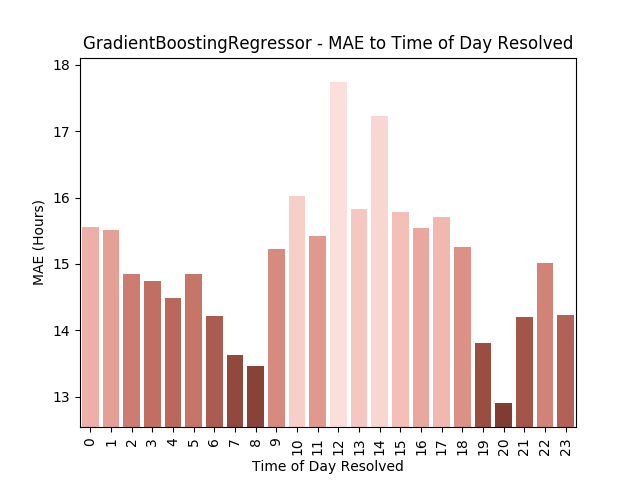 GradientBoostingRegressor - MAE to Time of Day Resolved
18
17
16
15
14
13
MAE (Hours)
0 1 2 3 4 5 6 7 8 9 10 11 12 13 14 15 16 17 18 19 20 21 22 23
Time of Day Resolved